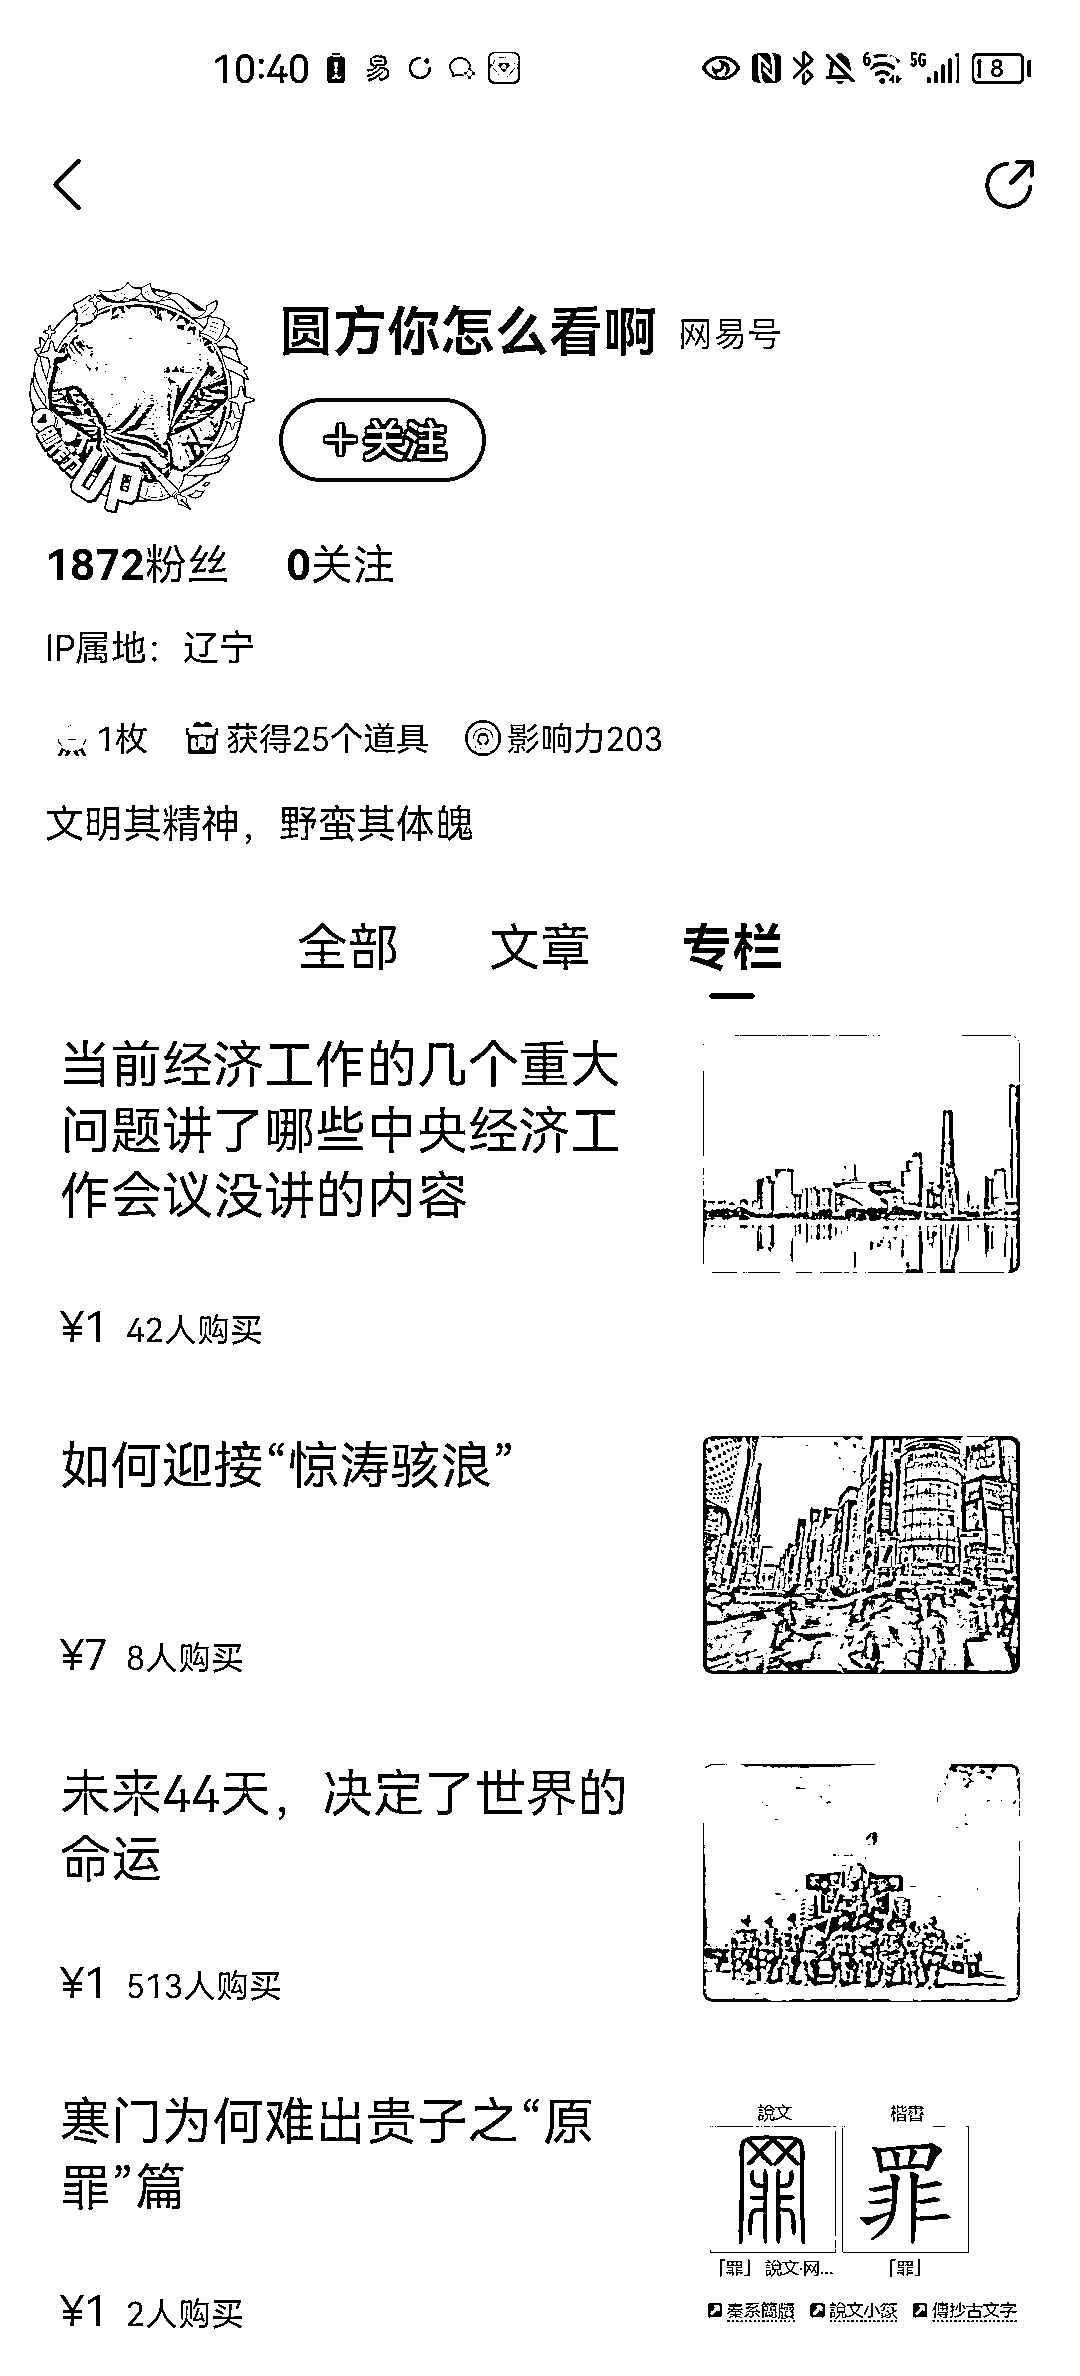 10:40
6
5G
18
圆方你怎么看啊 网易号
+关注
创作力
UP
1872粉丝 0关注
IP属地：辽宁
1枚 获得25个道具 影响力203
文明其精神，野蛮其体魄
全部 文章 专栏
当前经济工作的几个重大
问题讲了哪些中央经济工
作会议没讲的内容
¥1 42人购买
如何迎接“惊涛骇浪”
¥7 8人购买
未来44天，决定了世界的
命运
¥1 513人购买
寒门为何难出贵子之“原
罪”篇
¥1 2人购买
說文 楷書
罪
「罪」 說文·网... 「罪」
秦系簡牘 說文小篆 傳抄古文字